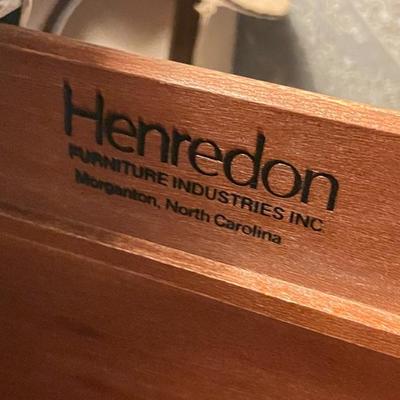 Henredon
FURNITURE INDUSTRIES INC
Morganton, North Carolina